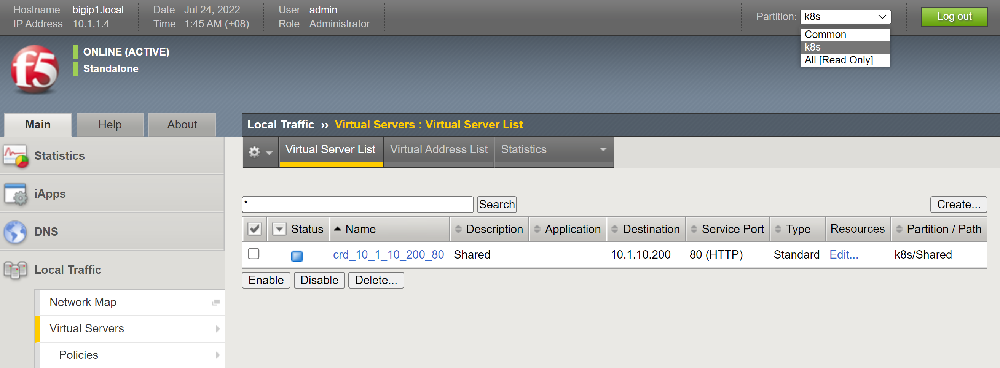 Hostname bigip1.local Date Jul 24, 2022 User admin
IP Address 10.1.1.4 Time 1:45 AM (+08) Role Administrator
Partition: k8s
Log out
Common
k8s
All [Read Only]
f5
ONLINE (ACTIVE)
Standalone
Main Help About
Local Traffic ›› Virtual Servers : Virtual Server List
Virtual Server List Virtual Address List Statistics
Statistics
iApps
DNS
Local Traffic
Network Map
Virtual Servers
Policies
* Search Create...
Status Name Description Application Destination Service Port Type Resources Partition / Path
crd_10_1_10_200_80 Shared 10.1.10.200 80 (HTTP) Standard Edit... k8s/Shared
Enable Disable Delete...